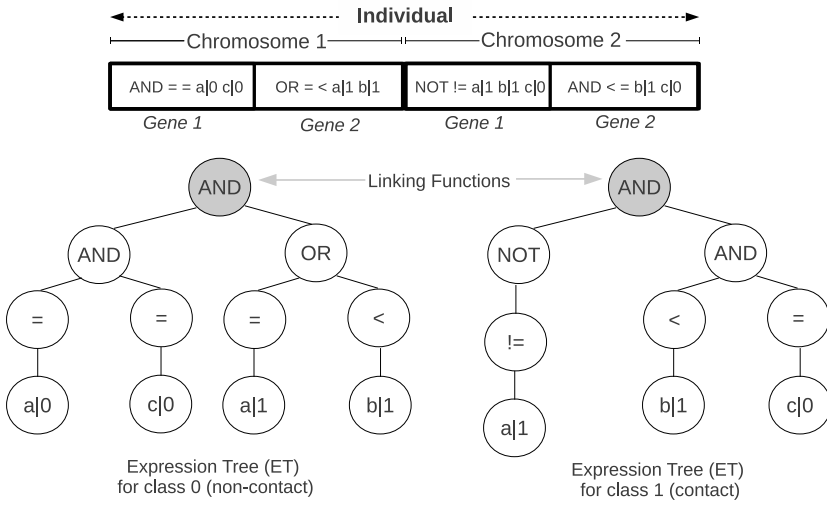 Individual
Chromosome 1 Chromosome 2
AND = = a|0 c|0 OR = < a|1 b|1 NOT != a|1 b|1 c|0 AND < = b|1 c|0
Gene 1 Gene 2 Gene 1 Gene 2
AND Linking Functions AND
AND OR NOT AND
= = = < != < =
a|0 c|0 a|1 b|1 a|1 b|1 c|0
Expression Tree (ET) Expression Tree (ET)
for class 0 (non-contact) for class 1 (contact)